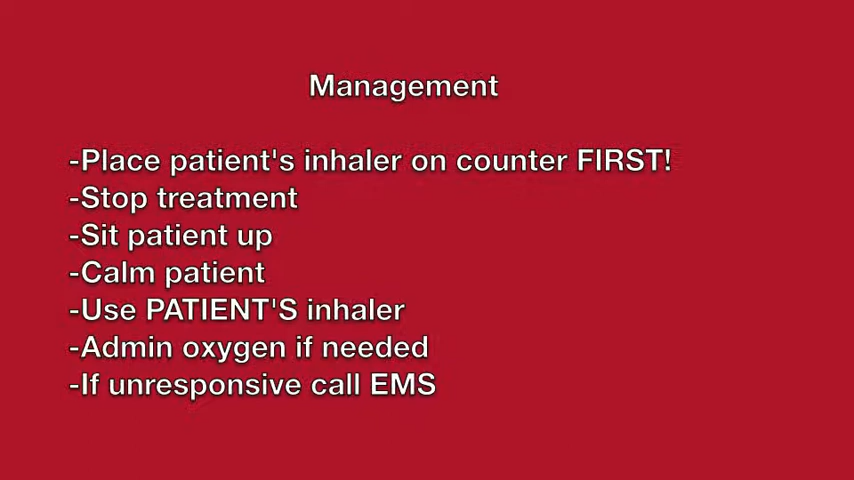 Management
-Place patient's inhaler on counter FIRST!
-Stop treatment
-Sit patient up
-Calm patient
-Use PATIENT'S inhaler
-Admin oxygen if needed
-If unresponsive call EMS